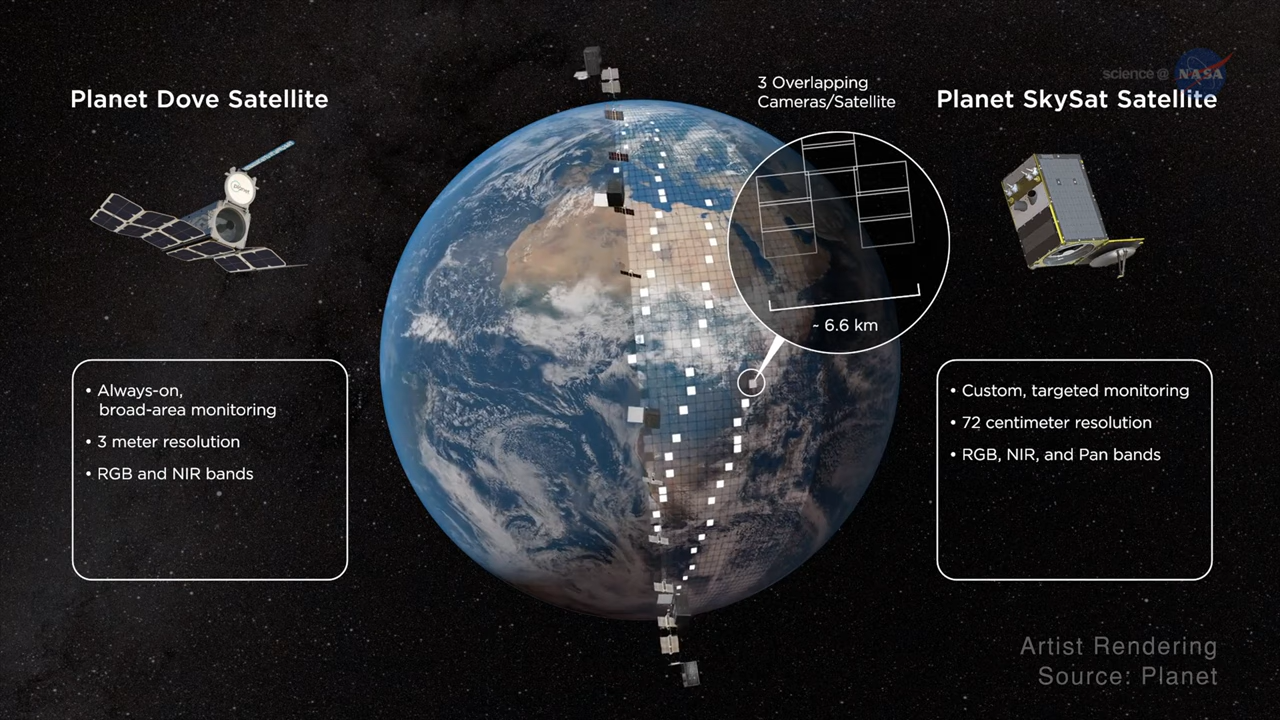 science@ NASA
Planet Dove Satellite
3 Overlapping
Cameras/Satellite
Planet SkySat Satellite
planet
~ 6.6 km
• Always-on,
broad-area monitoring
• 3 meter resolution
• RGB and NIR bands
• Custom, targeted monitoring
• 72 centimeter resolution
• RGB, NIR, and Pan bands
Artist Rendering
Source: Planet